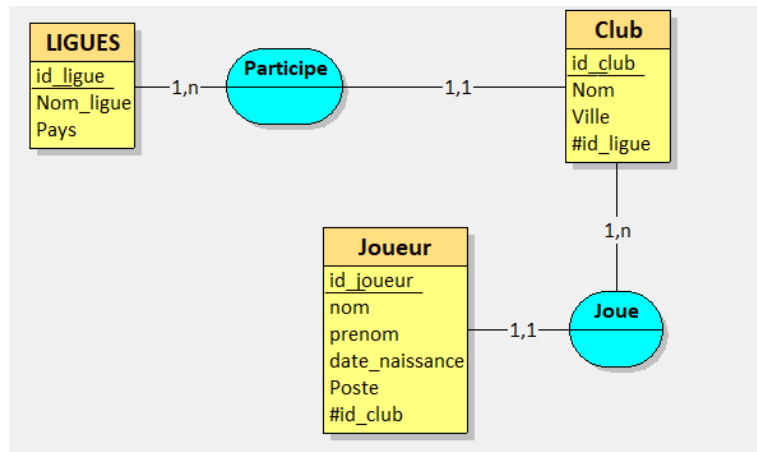 LIGUES
id_ligue
Nom_ligue
Pays
1,n
Participe
1,1
Club
id_club
Nom
Ville
#id_ligue
1,n
Joueur
id_joueur
nom
prenom
date_naissance
Poste
#id_club
1,1
Joue